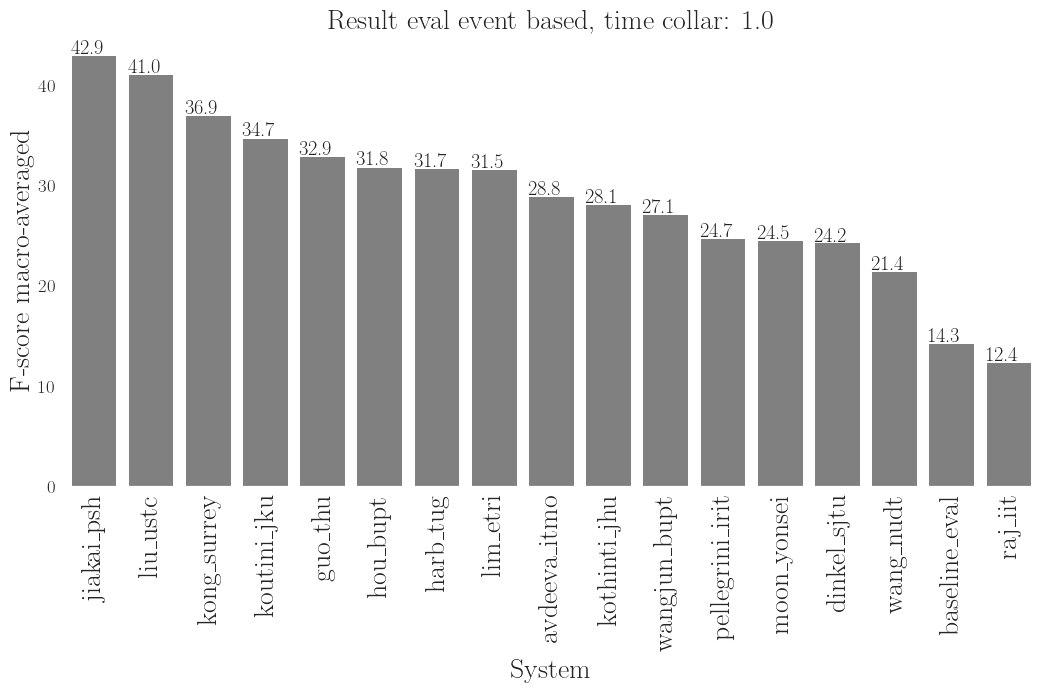 Result eval event based, time collar: 1.0
F-score macro-averaged
40
30
20
10
0
42.9
41.0
36.9
34.7
32.9
31.8
31.7
31.5
28.8
28.1
27.1
24.7
24.5
24.2
21.4
14.3
12.4
jiakai_psh
liu_ustc
kong_surrey
koutini_jku
guo_thu
hou_bupt
harb_tug
lim_etri
avdeeva_itmo
kothinti_jhu
wangjun_bupt
pellegrini_irit
moon_yonsei
dinkel_sjtu
wang_nudt
baseline_eval
raj_iit
System